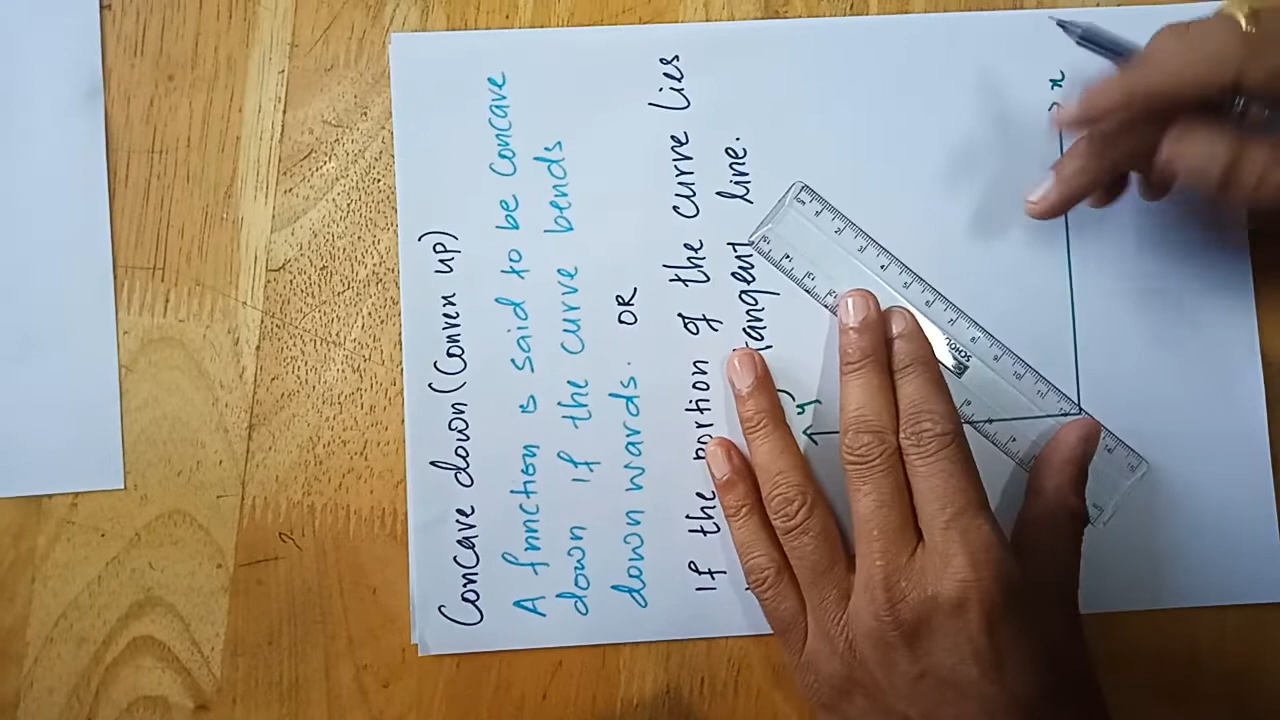 Concave down (Convex up)
A function is said to be Concave
down if the curve bends
down wards. OR
If the portion of the curve lies
tangent line.
y
x